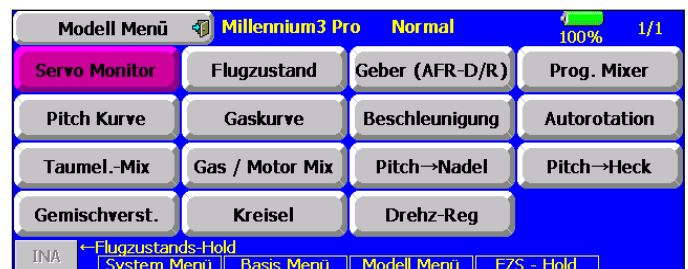 Modell Menü Millennium3 Pro Normal 100% 1/1
Servo Monitor Flugzustand Geber (AFR-D/R) Prog. Mixer
Pitch Kurve Gaskurve Beschleunigung Autorotation
Taumel.-Mix Gas / Motor Mix Pitch→Nadel Pitch→Heck
Gemischverst. Kreisel Drehz-Reg
INA ←Flugzustands-Hold
System Menü Basis Menü Modell Menü FZS - Hold